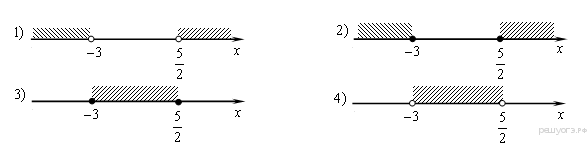 1) −3 5/2 x
2) −3 5/2 x
3) −3 5/2 x
4) −3 5/2 x
решуогэ.рф